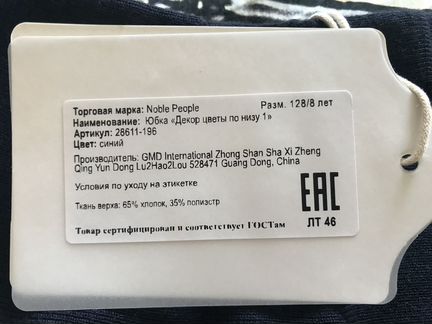 Торговая марка: Noble People Разм. 128/8 лет
Наименование: Юбка «Декор цветы по низу 1»
Артикул: 28611-196
Цвет: синий
Производитель: GMD International Zhong Shan Sha Xi Zheng
Qing Yun Dong Lu2Hao2Lou 528471 Guang Dong, China
Условия по уходу на этикетке
Ткань верха: 65% хлопок, 35% полиэстр
EAC
Товар сертифицирован и соответствует ГОСТам
ЛТ 46